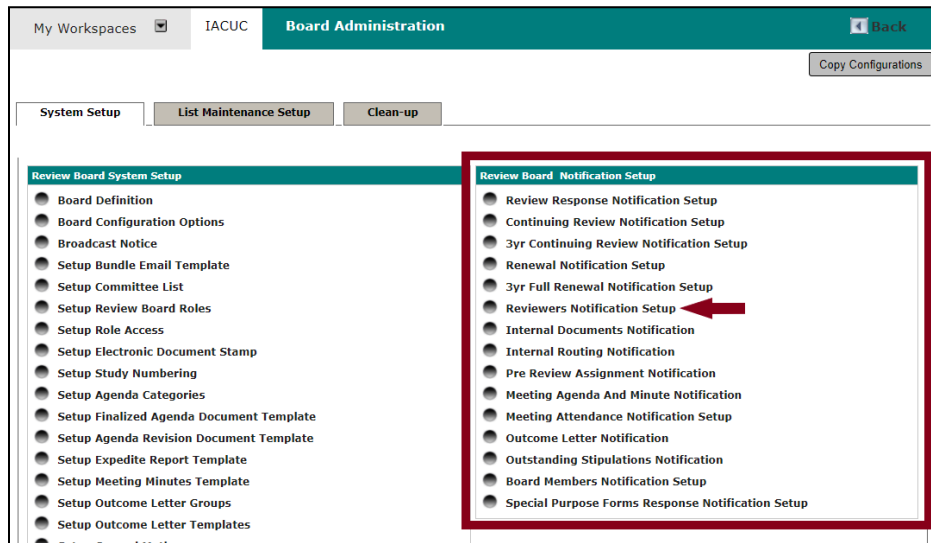 My Workspaces IACUC Board Administration Back
Copy Configurations
System Setup List Maintenance Setup Clean-up
Review Board System Setup
Board Definition
Board Configuration Options
Broadcast Notice
Setup Bundle Email Template
Setup Committee List
Setup Review Board Roles
Setup Role Access
Setup Electronic Document Stamp
Setup Study Numbering
Setup Agenda Categories
Setup Finalized Agenda Document Template
Setup Agenda Revision Document Template
Setup Expedite Report Template
Setup Meeting Minutes Template
Setup Outcome Letter Groups
Setup Outcome Letter Templates
Review Board Notification Setup
Review Response Notification Setup
Continuing Review Notification Setup
3yr Continuing Review Notification Setup
Renewal Notification Setup
3yr Full Renewal Notification Setup
Reviewers Notification Setup
Internal Documents Notification
Internal Routing Notification
Pre Review Assignment Notification
Meeting Agenda And Minute Notification
Meeting Attendance Notification Setup
Outcome Letter Notification
Outstanding Stipulations Notification
Board Members Notification Setup
Special Purpose Forms Response Notification Setup